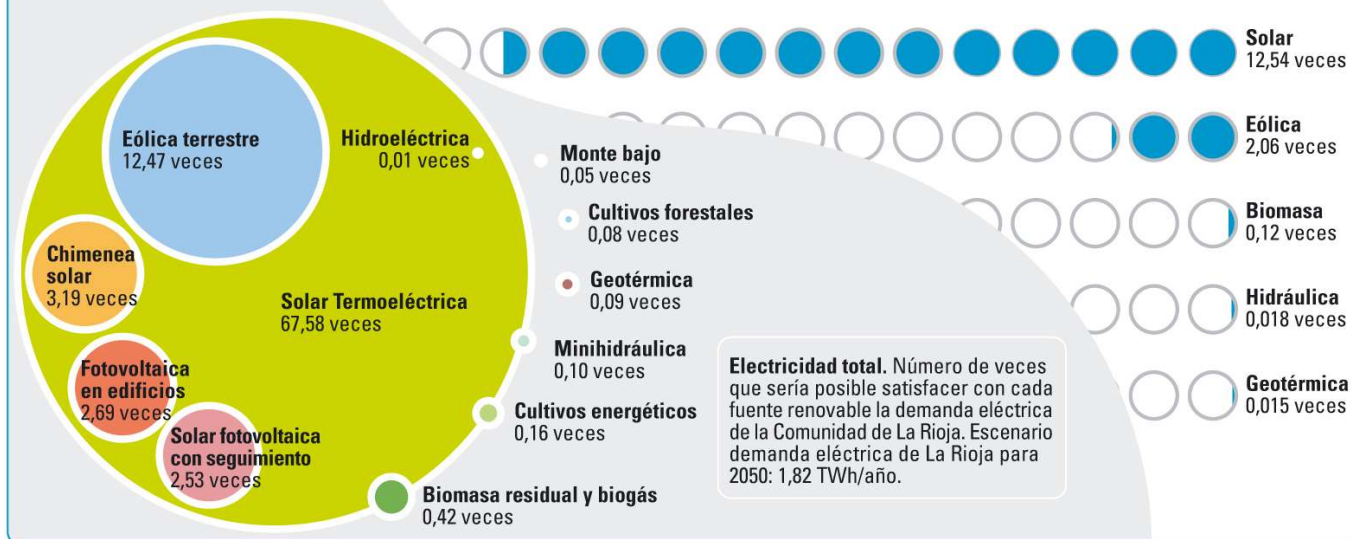 Eólica terrestre
12,47 veces
Hidroeléctrica
0,01 veces
Chimenea
solar
3,19 veces
Solar Termoeléctrica
67,58 veces
Fotovoltaica
en edificios
2,69 veces
Solar fotovoltaica
con seguimiento
2,53 veces
Monte bajo
0,05 veces
Cultivos forestales
0,08 veces
Geotérmica
0,09 veces
Minihidráulica
0,10 veces
Cultivos energéticos
0,16 veces
Biomasa residual y biogás
0,42 veces
Electricidad total. Número de veces
que sería posible satisfacer con cada
fuente renovable la demanda eléctrica
de la Comunidad de La Rioja. Escenario
demanda eléctrica de La Rioja para
2050: 1,82 TWh/año.
Solar
12,54 veces
Eólica
2,06 veces
Biomasa
0,12 veces
Hidráulica
0,018 veces
Geotérmica
0,015 veces